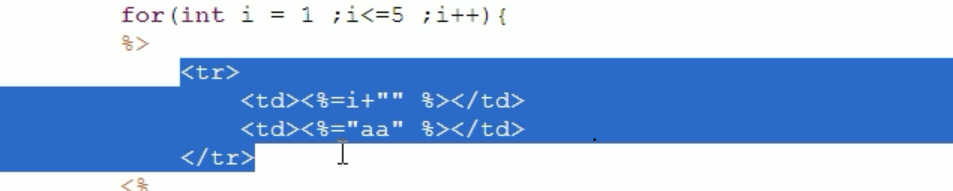 for(int i = 1 ;i<=5 ;i++){
%>
<tr>
<td><%=i+"" %></td>
<td><%="aa" %></td>
</tr>
<%